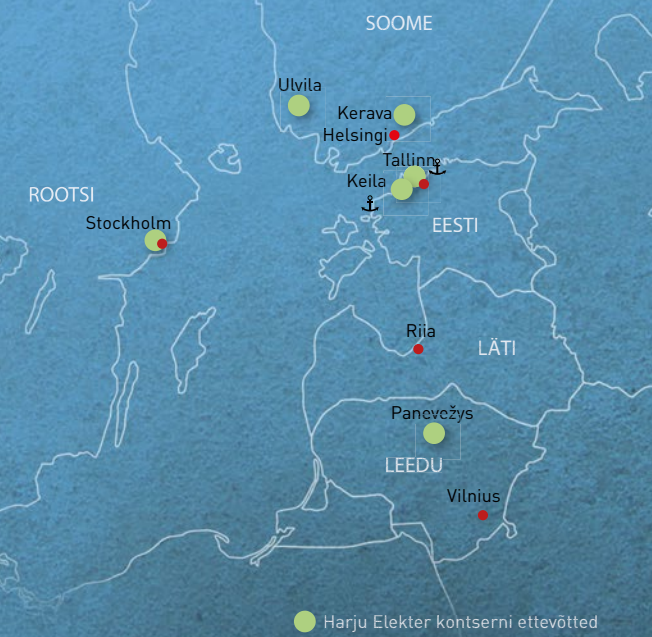 SOOME
Ulvila
Kerava
Helsingi
Tallinn
Keila
ROOTSI
Stockholm
EESTI
Riia
LÄTI
Panevežys
LEEDU
Vilnius
Harju Elekter kontserni ettevõtted